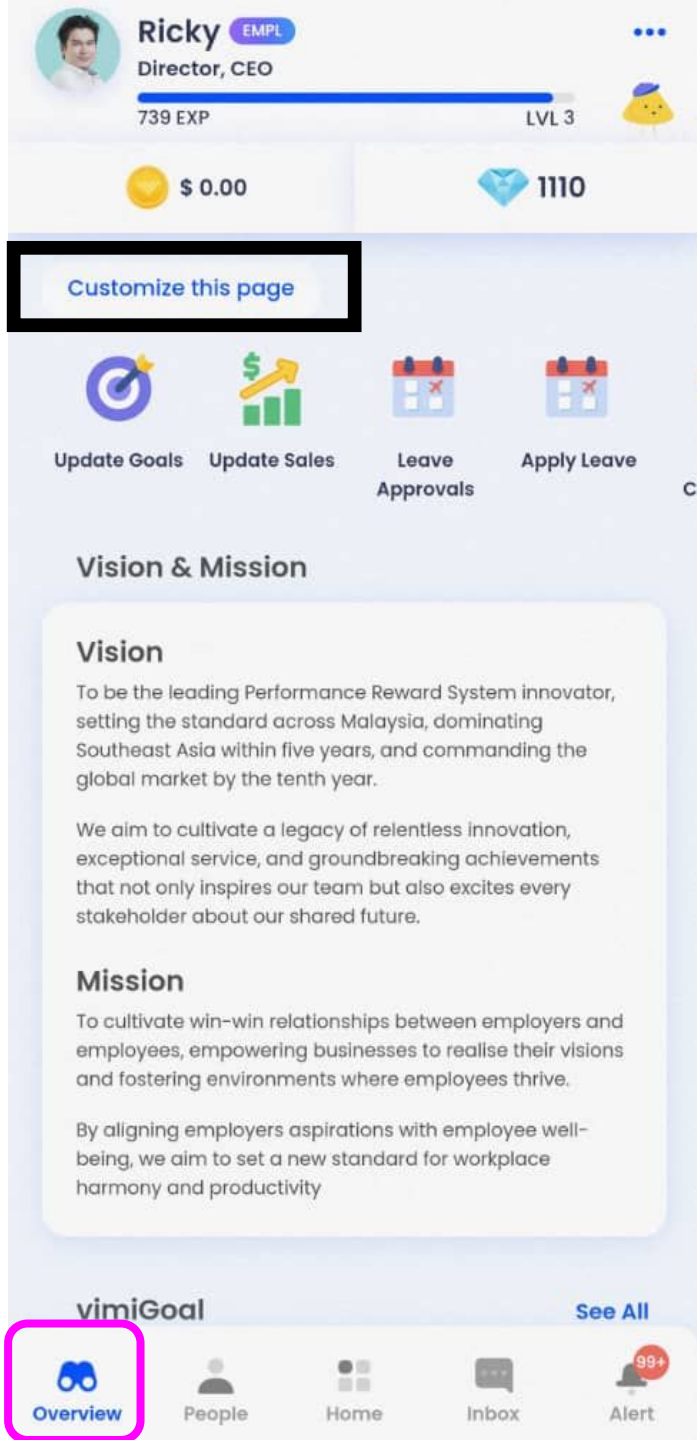 Ricky EMPL
Director, CEO
739 EXP LVL 3
$ 0.00 1110
Customize this page
Update Goals Update Sales Leave Approvals Apply Leave C
Vision & Mission
Vision
To be the leading Performance Reward System innovator,
setting the standard across Malaysia, dominating
Southeast Asia within five years, and commanding the
global market by the tenth year.
We aim to cultivate a legacy of relentless innovation,
exceptional service, and groundbreaking achievements
that not only inspires our team but also excites every
stakeholder about our shared future.
Mission
To cultivate win-win relationships between employers and
employees, empowering businesses to realise their visions
and fostering environments where employees thrive.
By aligning employers aspirations with employee well-
being, we aim to set a new standard for workplace
harmony and productivity
vimiGoal See All
99+
Overview People Home Inbox Alert